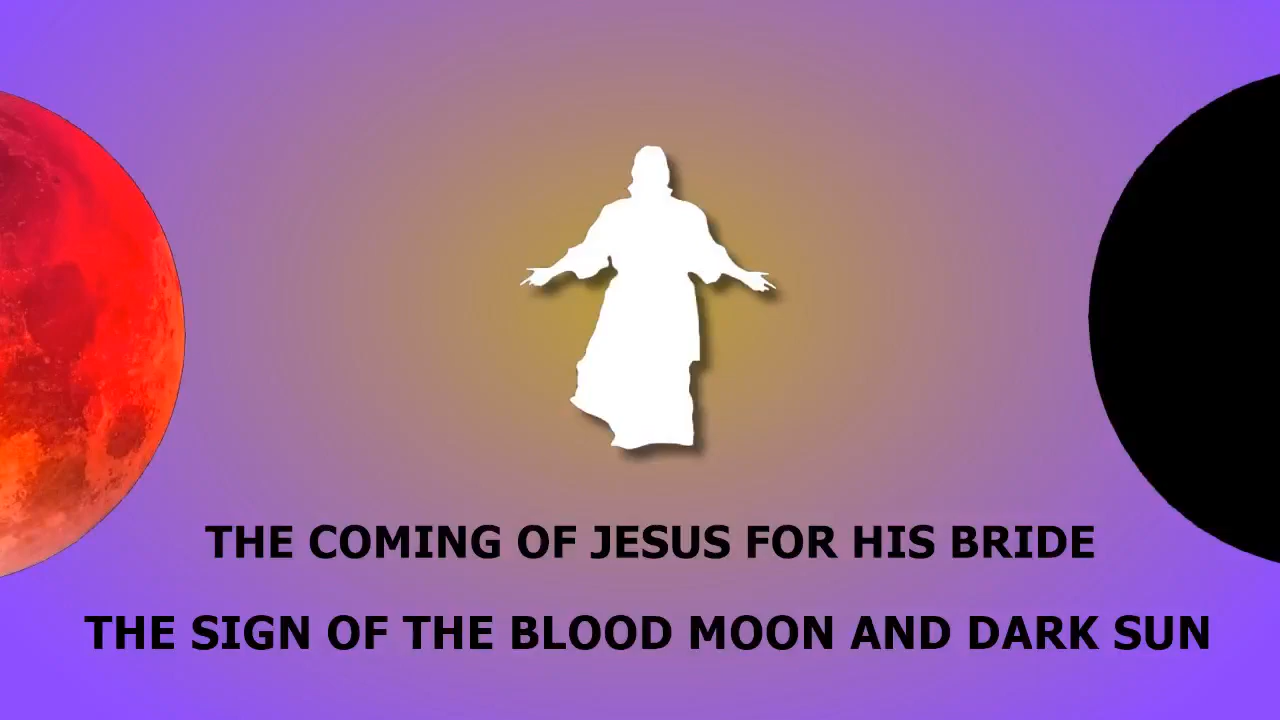 THE COMING OF JESUS FOR HIS BRIDE
THE SIGN OF THE BLOOD MOON AND DARK SUN